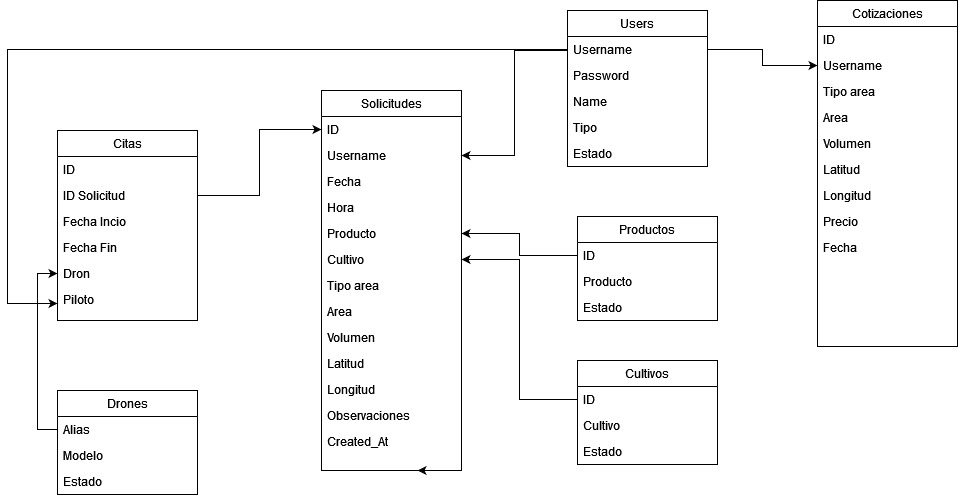 Users
Username
Password
Name
Tipo
Estado
Cotizaciones
ID
Username
Tipo area
Area
Volumen
Latitud
Longitud
Precio
Fecha
Solicitudes
ID
Username
Fecha
Hora
Producto
Cultivo
Tipo area
Area
Volumen
Latitud
Longitud
Observaciones
Created_At
Citas
ID
ID Solicitud
Fecha Incio
Fecha Fin
Dron
Piloto
Productos
ID
Producto
Estado
Cultivos
ID
Cultivo
Estado
Drones
Alias
Modelo
Estado